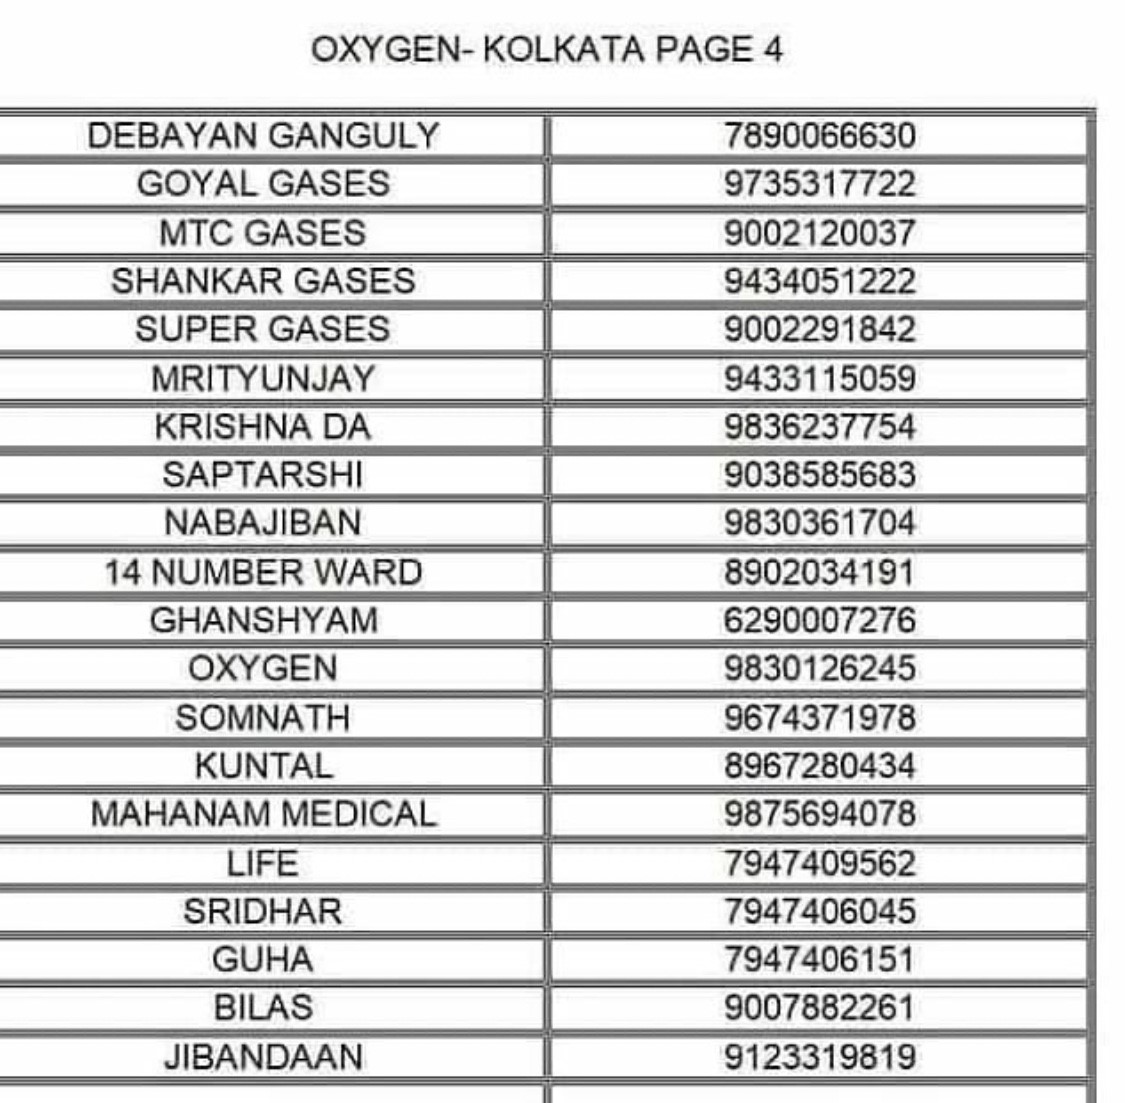 OXYGEN- KOLKATA PAGE 4
DEBAYAN GANGULY 7890066630
GOYAL GASES 9735317722
MTC GASES 9002120037
SHANKAR GASES 9434051222
SUPER GASES 9002291842
MRITYUNJAY 9433115059
KRISHNA DA 9836237754
SAPTARSHI 9038585683
NABAJIBAN 9830361704
14 NUMBER WARD 8902034191
GHANSHYAM 6290007276
OXYGEN 9830126245
SOMNATH 9674371978
KUNTAL 8967280434
MAHANAM MEDICAL 9875694078
LIFE 7947409562
SRIDHAR 7947406045
GUHA 7947406151
BILAS 9007882261
JIBANDAAN 9123319819